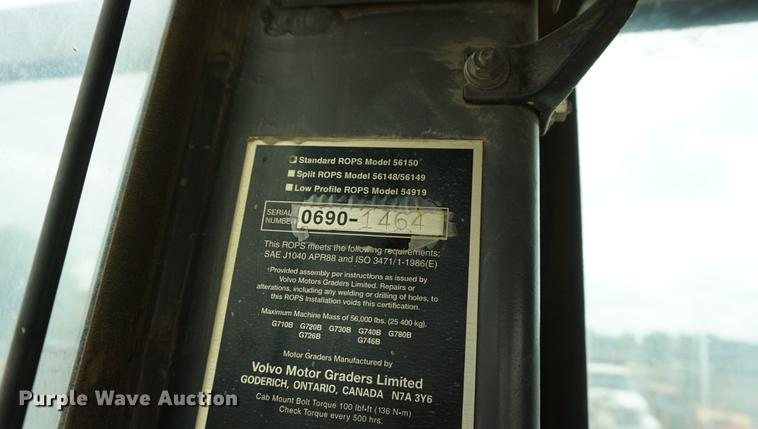 Standard ROPS Model 56150
Split ROPS Model 56148/56149
Low Profile ROPS Model 54919
SERIAL NUMBER 0690-1464
This ROPS meets the following requirements:
SAE J1040 APR88 and ISO 3471/1-1986(E)
Provided assembly per instructions as issued by
Volvo Motors Graders Limited. Repairs or
alterations, including any welding or drilling of holes, to
this ROPS Installation voids this certification.
Maximum Machine Mass of 56,000 lbs. (25 400 kg).
G710B G720B G730B G740B G780B
G726B G746B
Motor Graders Manufactured by
Volvo Motor Graders Limited
GODERICH, ONTARIO, CANADA N7A 3Y6
Cab Mount Bolt Torque 100 lbf·ft (136 N·m)
Check Torque every 500 hrs.
Purple Wave Auction